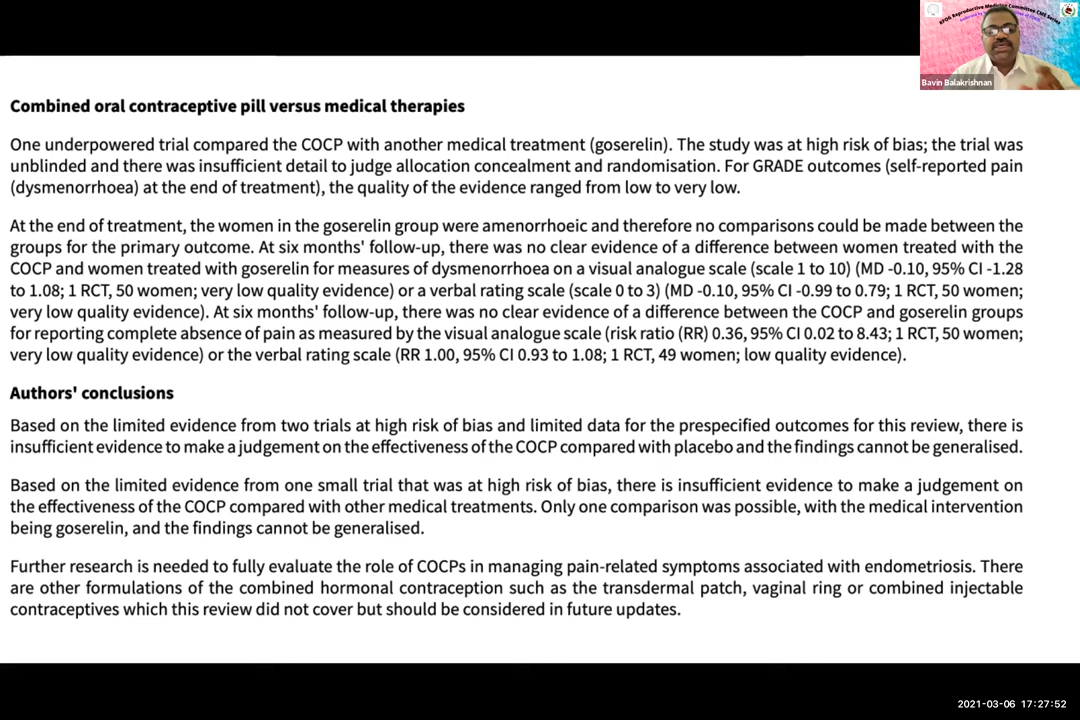 KFOG Reproductive Medicine Committee CME Series
Bavin Balakrishnan
Combined oral contraceptive pill versus medical therapies
One underpowered trial compared the COCP with another medical treatment (goserelin). The study was at high risk of bias; the trial was
unblinded and there was insufficient detail to judge allocation concealment and randomisation. For GRADE outcomes (self-reported pain
(dysmenorrhoea) at the end of treatment), the quality of the evidence ranged from low to very low.
At the end of treatment, the women in the goserelin group were amenorrhoeic and therefore no comparisons could be made between the
groups for the primary outcome. At six months' follow-up, there was no clear evidence of a difference between women treated with the
COCP and women treated with goserelin for measures of dysmenorrhoea on a visual analogue scale (scale 1 to 10) (MD -0.10, 95% CI -1.28
to 1.08; 1 RCT, 50 women; very low quality evidence) or a verbal rating scale (scale 0 to 3) (MD -0.10, 95% CI -0.99 to 0.79; 1 RCT, 50 women;
very low quality evidence). At six months' follow-up, there was no clear evidence of a difference between the COCP and goserelin groups
for reporting complete absence of pain as measured by the visual analogue scale (risk ratio (RR) 0.36, 95% CI 0.02 to 8.43; 1 RCT, 50 women;
very low quality evidence) or the verbal rating scale (RR 1.00, 95% CI 0.93 to 1.08; 1 RCT, 49 women; low quality evidence).
Authors' conclusions
Based on the limited evidence from two trials at high risk of bias and limited data for the prespecified outcomes for this review, there is
insufficient evidence to make a judgement on the effectiveness of the COCP compared with placebo and the findings cannot be generalised.
Based on the limited evidence from one small trial that was at high risk of bias, there is insufficient evidence to make a judgement on
the effectiveness of the COCP compared with other medical treatments. Only one comparison was possible, with the medical intervention
being goserelin, and the findings cannot be generalised.
Further research is needed to fully evaluate the role of COCPs in managing pain-related symptoms associated with endometriosis. There
are other formulations of the combined hormonal contraception such as the transdermal patch, vaginal ring or combined injectable
contraceptives which this review did not cover but should be considered in future updates.
2021-03-06 17:27:52